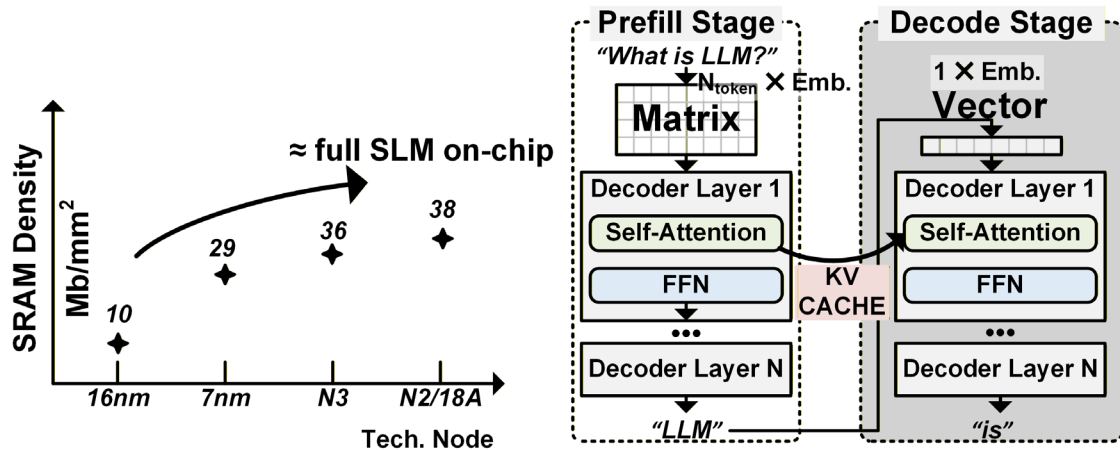 SRAM Density
Mb/mm²
≈ full SLM on-chip
10
29
36
38
16nm
7nm
N3
N2/18A
Tech. Node
Prefill Stage
“What is LLM?”
N_token × Emb.
Matrix
Decoder Layer 1
Self-Attention
FFN
•••
Decoder Layer N
“LLM”
KV
CACHE
Decode Stage
1 × Emb.
Vector
Decoder Layer 1
Self-Attention
FFN
•••
Decoder Layer N
“is”